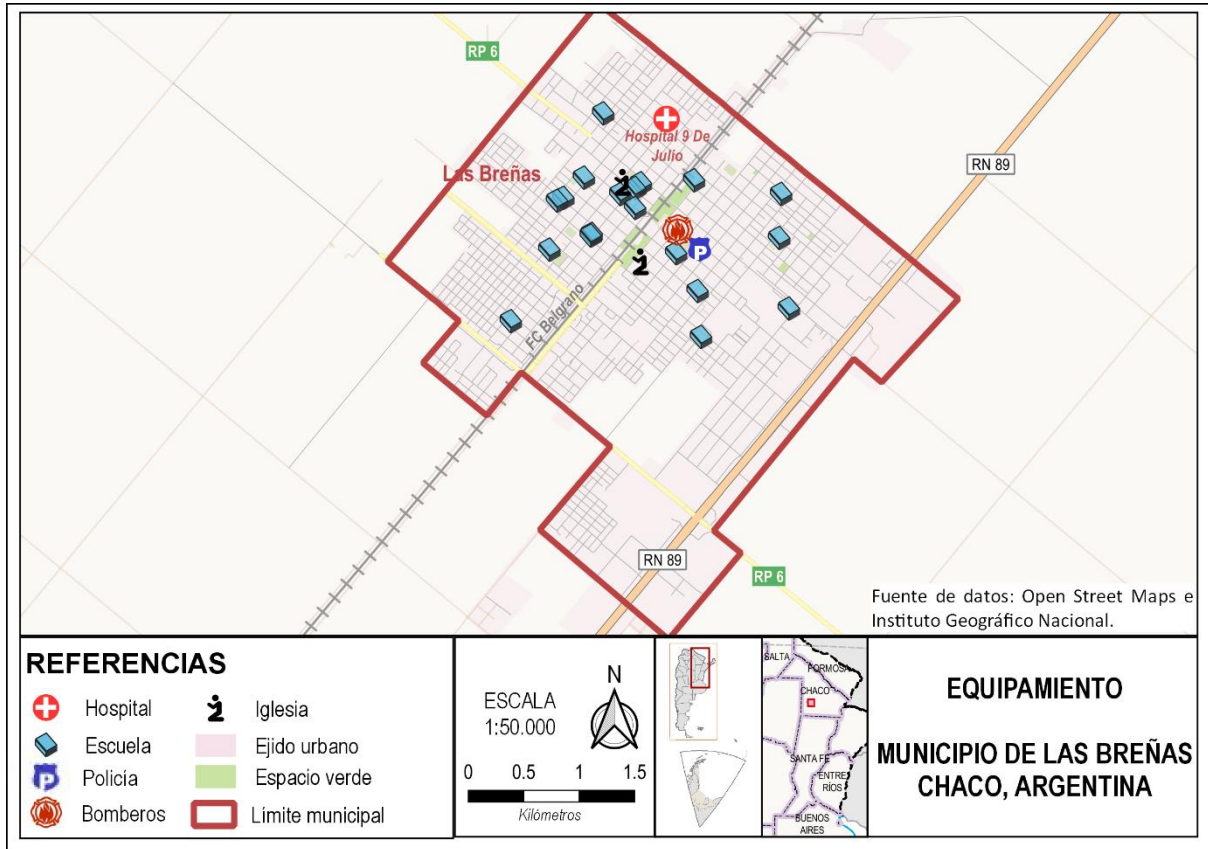 RP 6
RN 89
Hospital 9 De
Julio
Las Breñas
P
FC Belgrano
RN 89
RP 6
Fuente de datos: Open Street Maps e
Instituto Geográfico Nacional.
REFERENCIAS
Hospital
Escuela
P
Policía
Bomberos
Iglesia
Ejido urbano
Espacio verde
Límite municipal
ESCALA
1:50.000
N
0 0.5 1 1.5
Kilómetros
SALTA
FORMOSA
CHACO
SANTA FE
ENTRE
RÍOS
BUENOS
AIRES
EQUIPAMIENTO
MUNICIPIO DE LAS BREÑAS
CHACO, ARGENTINA